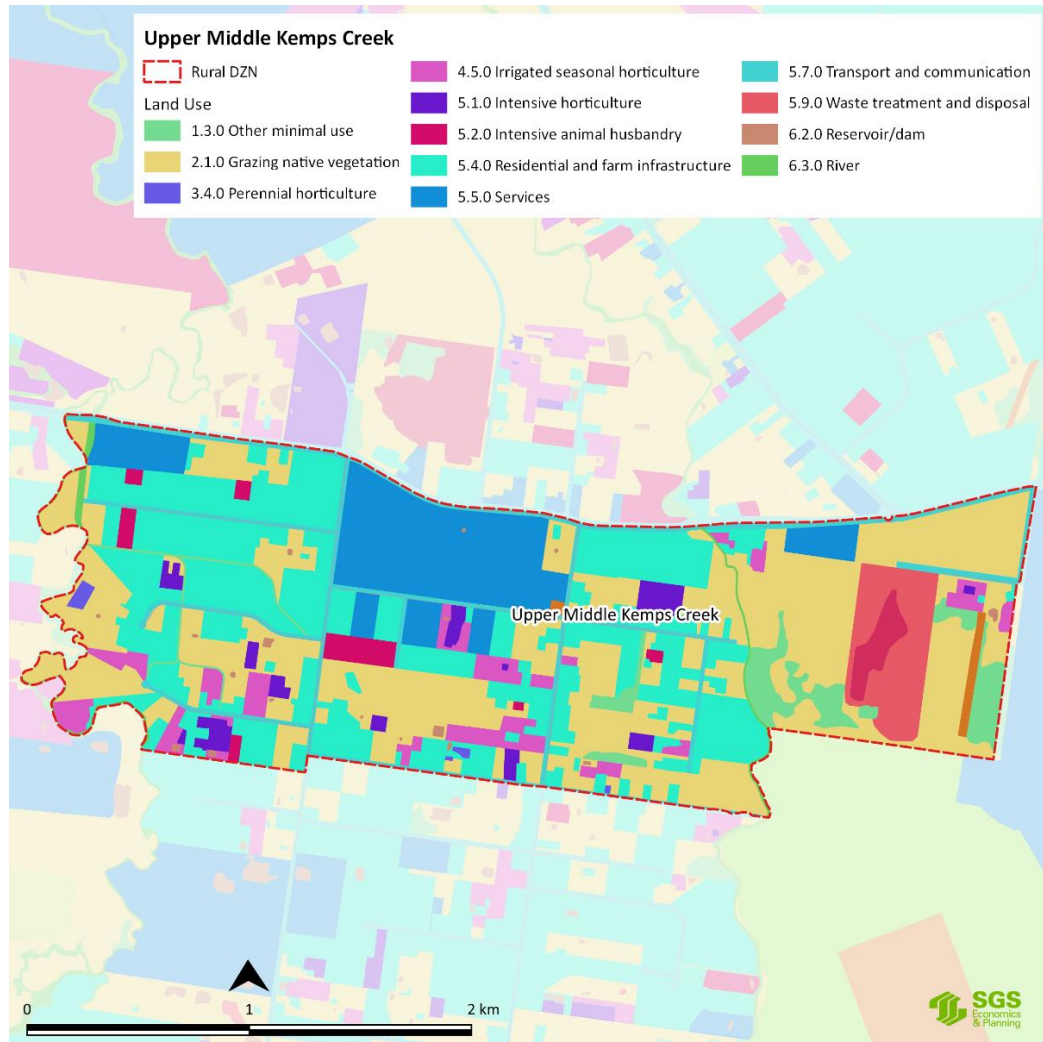 Upper Middle Kemps Creek
Rural DZN
Land Use
1.3.0 Other minimal use
2.1.0 Grazing native vegetation
3.4.0 Perennial horticulture
4.5.0 Irrigated seasonal horticulture
5.1.0 Intensive horticulture
5.2.0 Intensive animal husbandry
5.4.0 Residential and farm infrastructure
5.5.0 Services
5.7.0 Transport and communication
5.9.0 Waste treatment and disposal
6.2.0 Reservoir/dam
6.3.0 River
Upper Middle Kemps Creek
0 1 2 km
SGS
Economics
& Planning